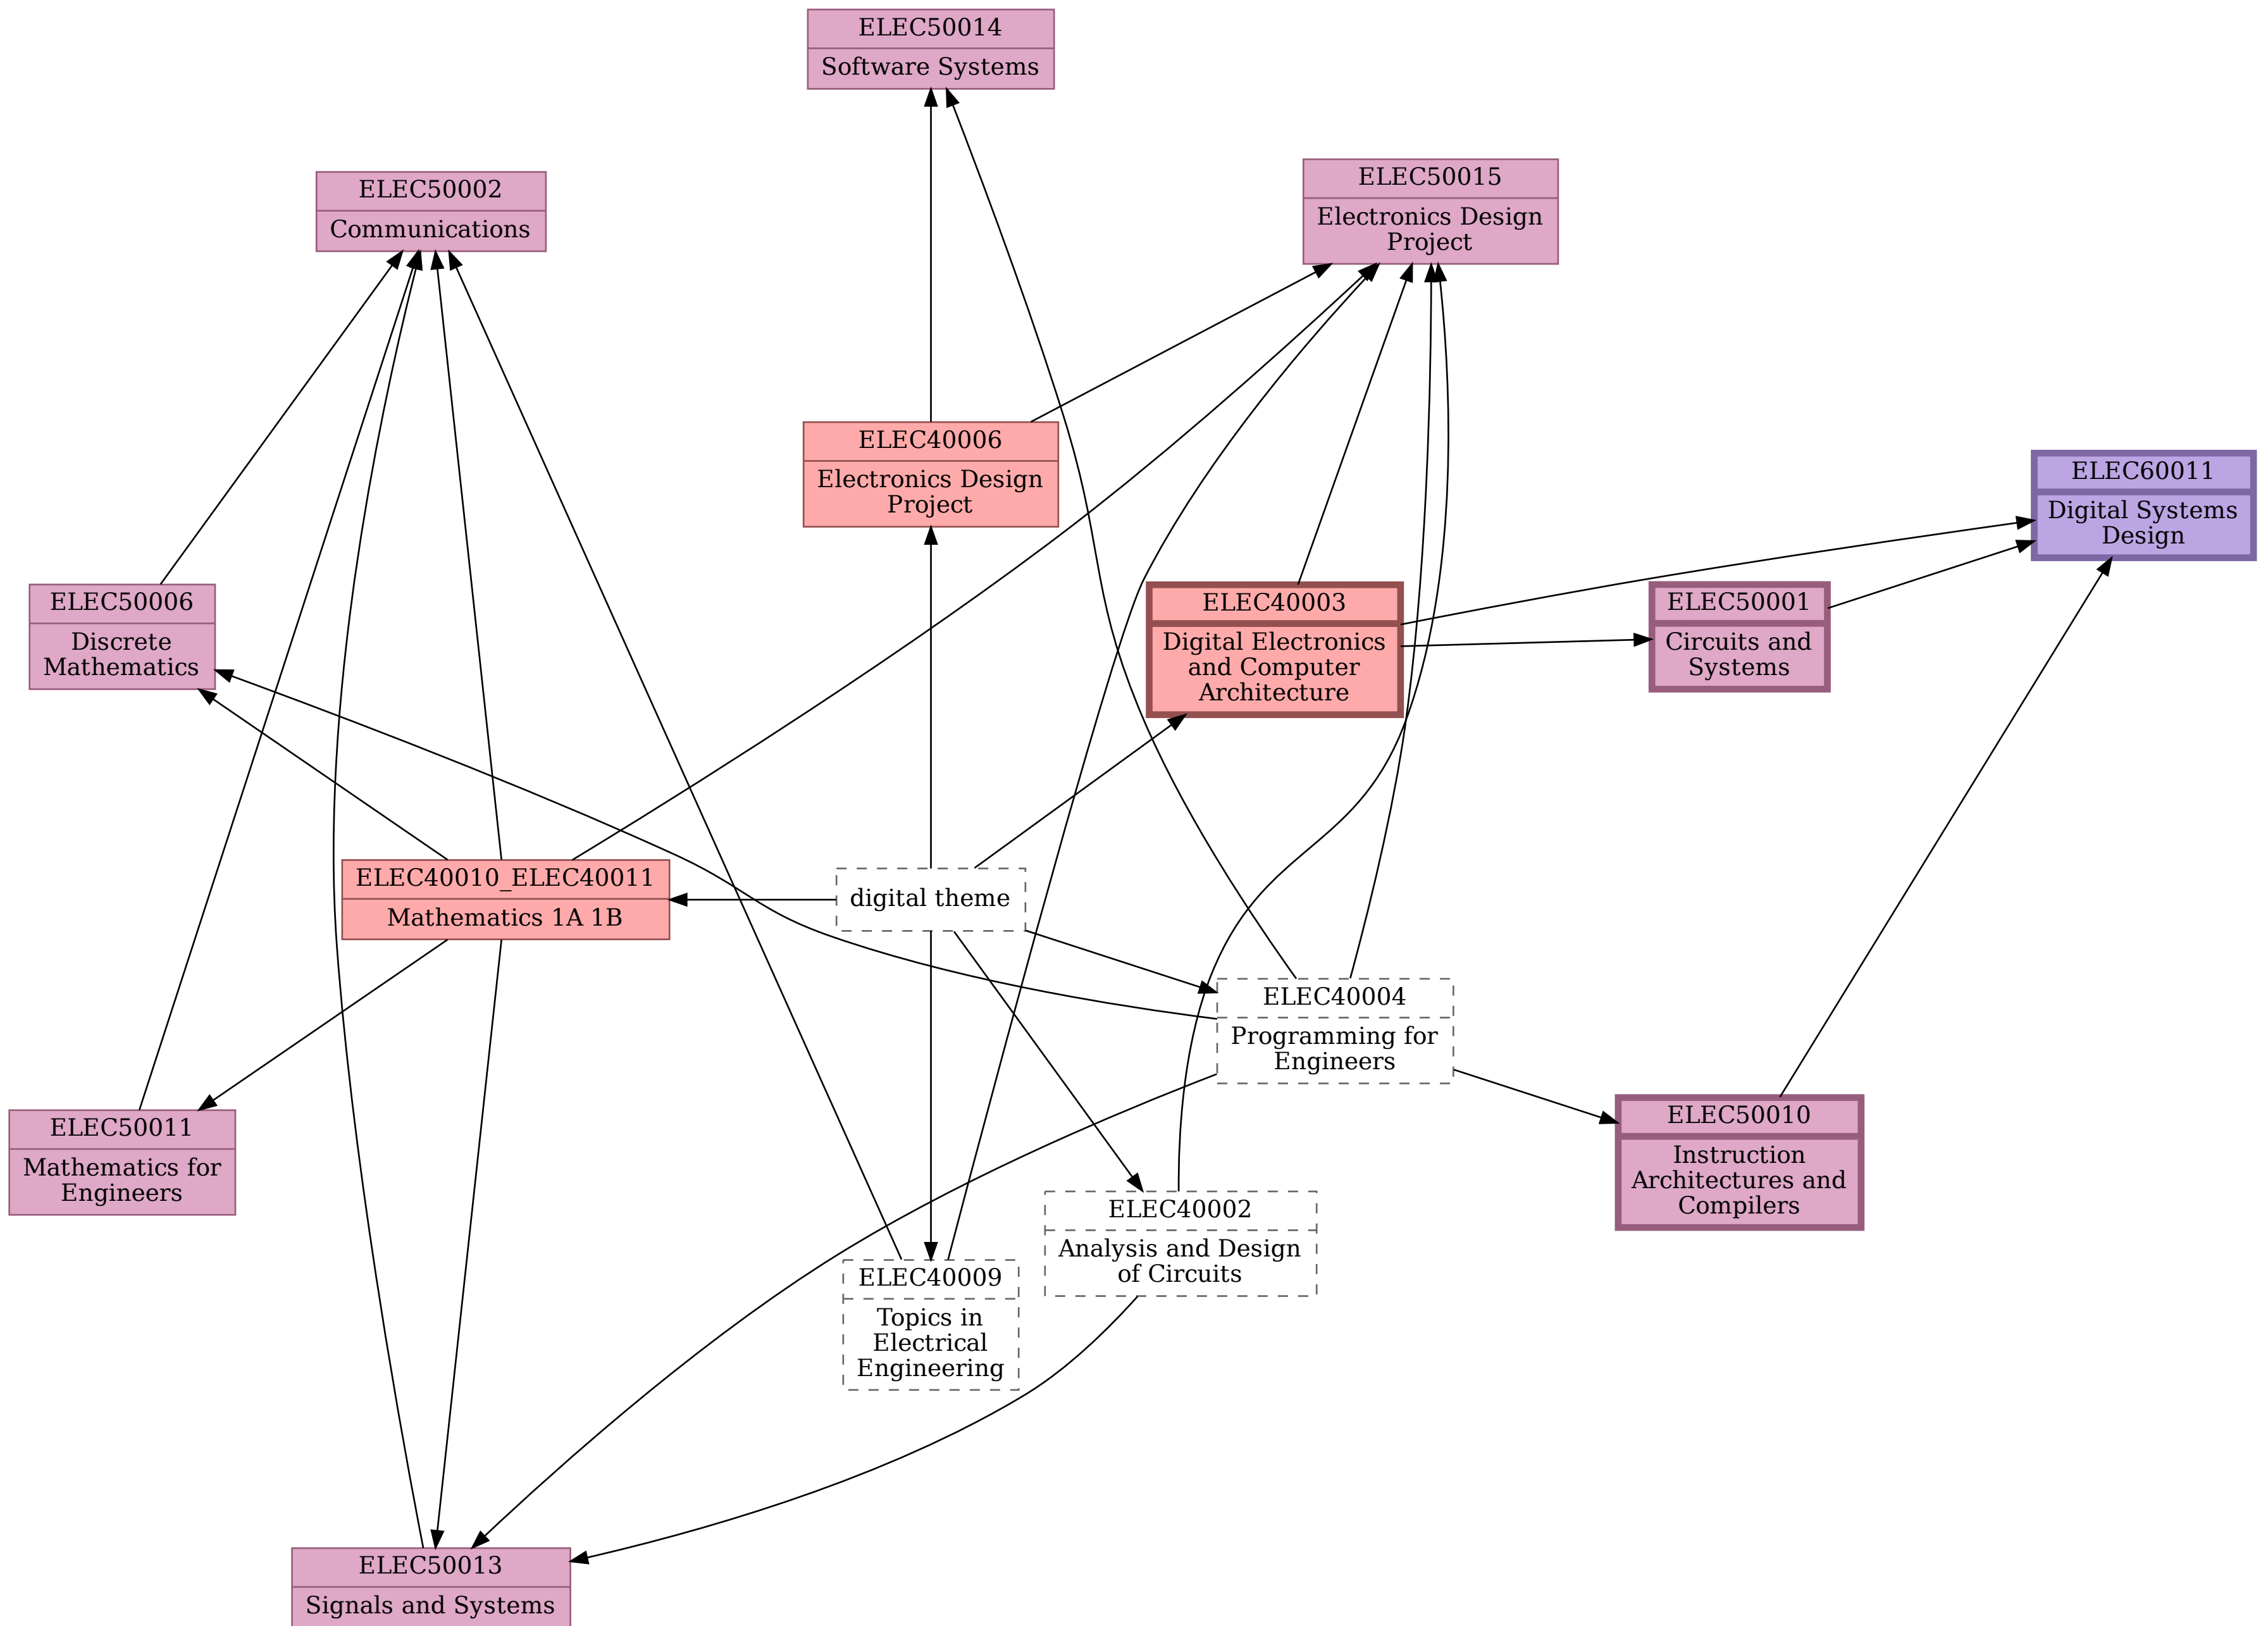 ELEC50014
Software Systems
ELEC50002
Communications
ELEC50015
Electronics Design
Project
ELEC40006
Electronics Design
Project
ELEC60011
Digital Systems
Design
ELEC50006
Discrete
Mathematics
ELEC40003
Digital Electronics
and Computer
Architecture
ELEC50001
Circuits and
Systems
ELEC40010_ELEC40011
Mathematics 1A 1B
digital theme
ELEC40004
Programming for
Engineers
ELEC50011
Mathematics for
Engineers
ELEC50010
Instruction
Architectures and
Compilers
ELEC40002
Analysis and Design
of Circuits
ELEC40009
Topics in
Electrical
Engineering
ELEC50013
Signals and Systems